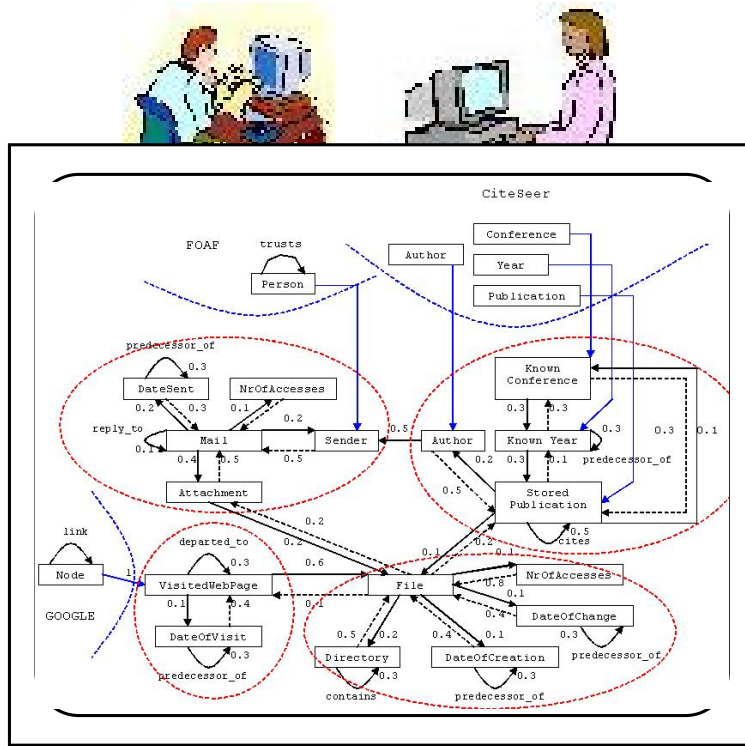 CiteSeer
Conference
FOAF
trusts
Author
Year
Person
Publication
predecessor_of
0.3
Known
Conference
DateSent
NrOfAccesses
0.2
0.3
0.1
0.2
0.3
0.3
0.3
0.1
reply_to
0.1
Mail
Sender
0.5
Author
Known Year
0.3
predecessor_of
0.4
0.5
0.5
0.2
0.3
0.1
Attachment
0.5
Stored
Publication
0.2
0.5
cites
link
departed_to
0.2
0.1
0.2
0.3
0.6
0.1
Node
1
VisitedWebPage
File
0.8
NrOfAccesses
GOOGLE
0.1
0.4
0.1
0.1
0.4
DateOfChange
DateOfVisit
0.5
0.2
0.4
0.1
0.3
0.3
Directory
DateOfCreation
predecessor_of
predecessor_of
0.3
0.3
contains
predecessor_of